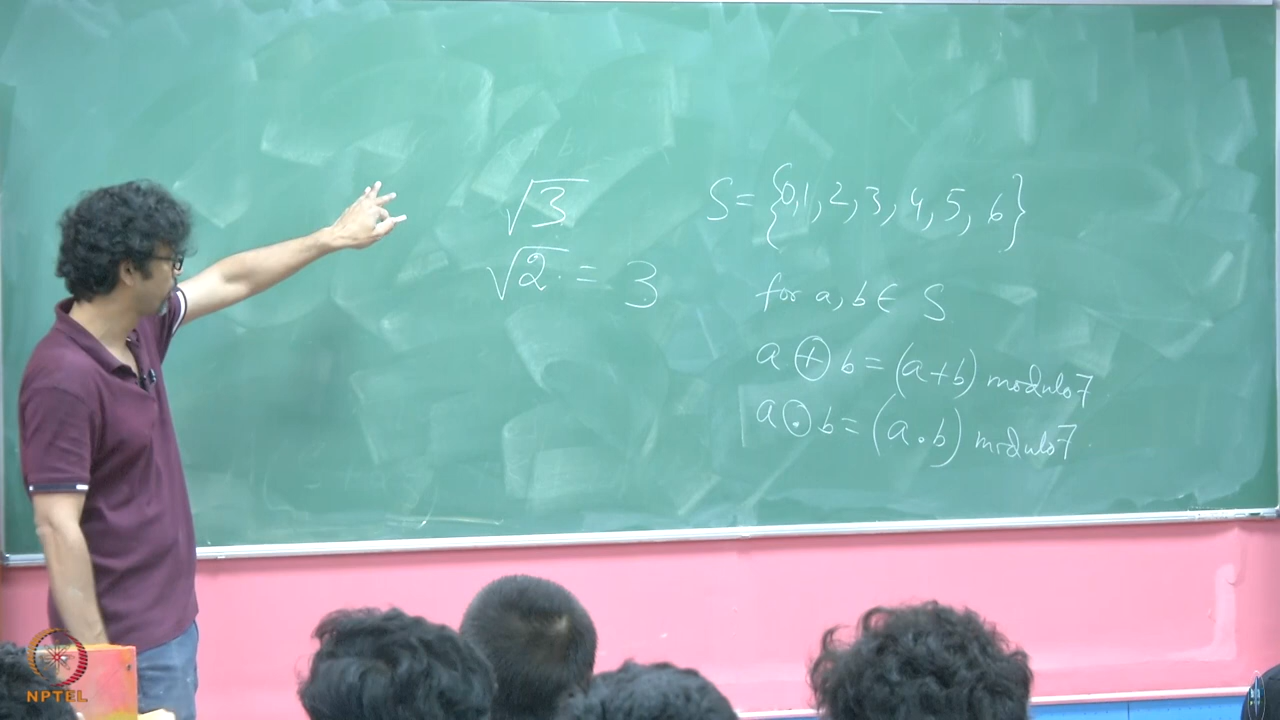 √3
√2 = 3
S = {0,1,2,3,4,5,6}
for a, b ∈ S
a ⊕ b = (a+b) modulo 7
a ⊙ b = (a.b) modulo 7
NPTEL